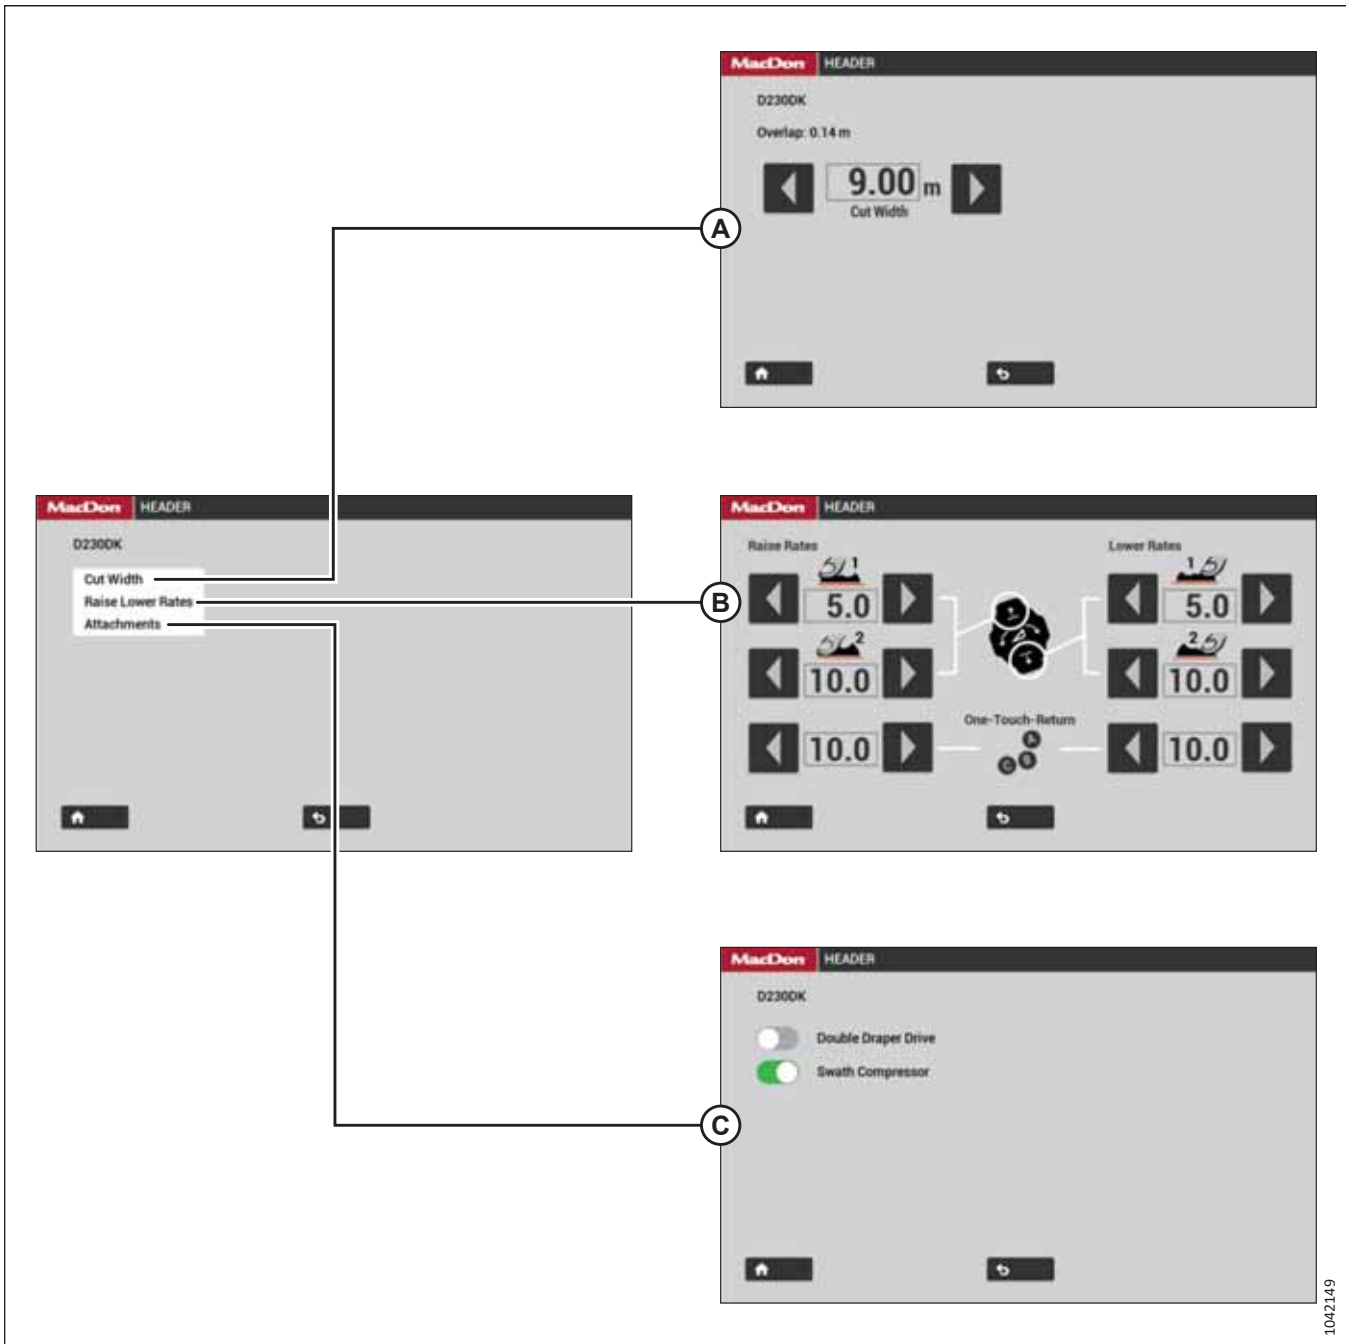 MacDon HEADER
D230DK
Overlap: 0.14 m
9.00 m
Cut Width
A
MacDon HEADER
D230DK
Cut Width
Raise Lower Rates
Attachments
B
MacDon HEADER
Raise Rates Lower Rates
1 1
5.0 5.0
2 2
10.0 10.0
One-Touch-Return
A
10.0 C B 10.0
C
MacDon HEADER
D230DK
Double Draper Drive
Swath Compressor
1042149